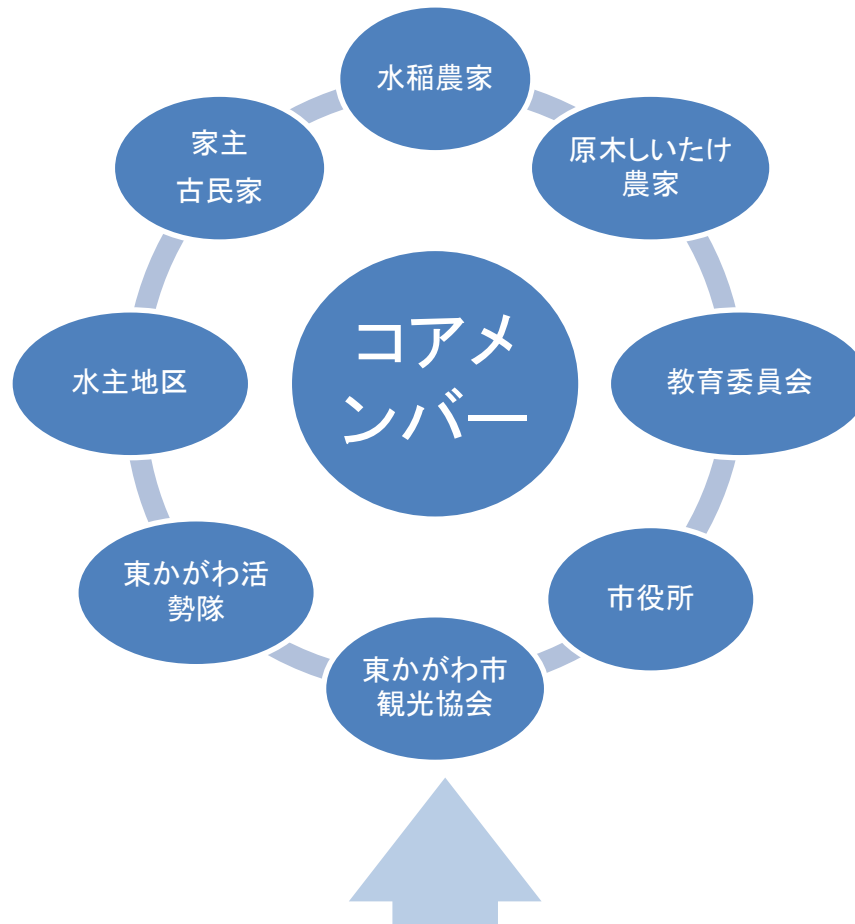 水稲農家
原木しいたけ
農家
教育委員会
市役所
東かがわ市
観光協会
東かがわ活
勢隊
水主地区
家主
古民家
コアメ
ンバー